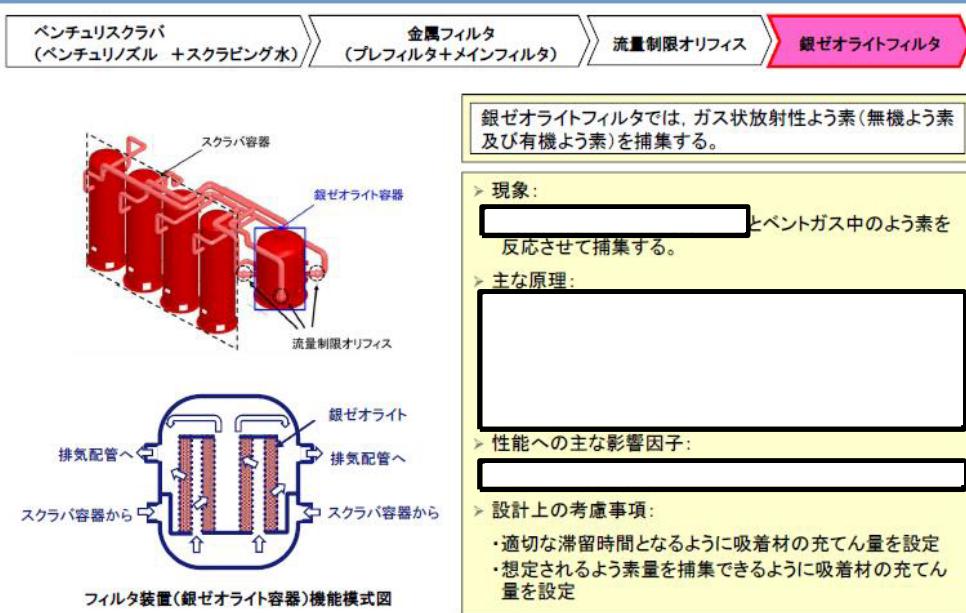 ベンチュリスクラバ
(ベンチュリノズル +スクラビング水)
金属フィルタ
(プレフィルタ+メインフィルタ)
流量制限オリフィス
銀ゼオライトフィルタ
スクラバ容器
銀ゼオライト容器
流量制限オリフィス
銀ゼオライト
排気配管へ
排気配管へ
スクラバ容器から
スクラバ容器から
フィルタ装置(銀ゼオライト容器)機能模式図
銀ゼオライトフィルタでは,ガス状放射性よう素(無機よう素
及び有機よう素)を捕集する。
➢ 現象:
とベントガス中のよう素を
反応させて捕集する。
➢ 主な原理:
➢ 性能への主な影響因子:
➢ 設計上の考慮事項:
・適切な滞留時間となるように吸着材の充てん量を設定
・想定されるよう素量を捕集できるように吸着材の充てん
量を設定